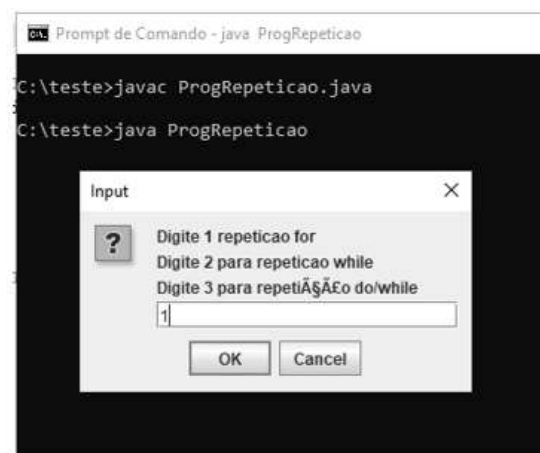 Prompt de Comando - java ProgRepeticao
C:\teste>javac ProgRepeticao.java
C:\teste>java ProgRepeticao
Input
Digite 1 repeticao for
Digite 2 para repeticao while
Digite 3 para repetiÃ§Ã£o do/while
1
OK
Cancel